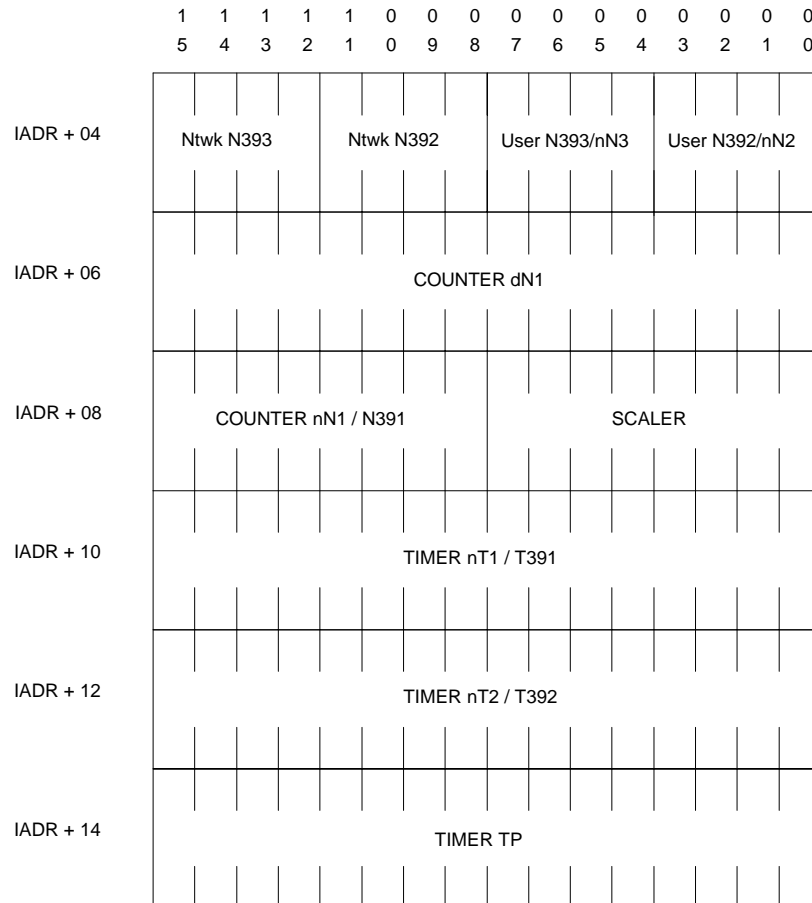 1 1 1 1 1 0 0 0 0 0 0 0 0 0 0 0
5 4 3 2 1 0 9 8 7 6 5 4 3 2 1 0
IADR + 04 Ntwk N393 Ntwk N392 User N393/nN3 User N392/nN2
IADR + 06 COUNTER dN1
IADR + 08 COUNTER nN1 / N391 SCALER
IADR + 10 TIMER nT1 / T391
IADR + 12 TIMER nT2 / T392
IADR + 14 TIMER TP